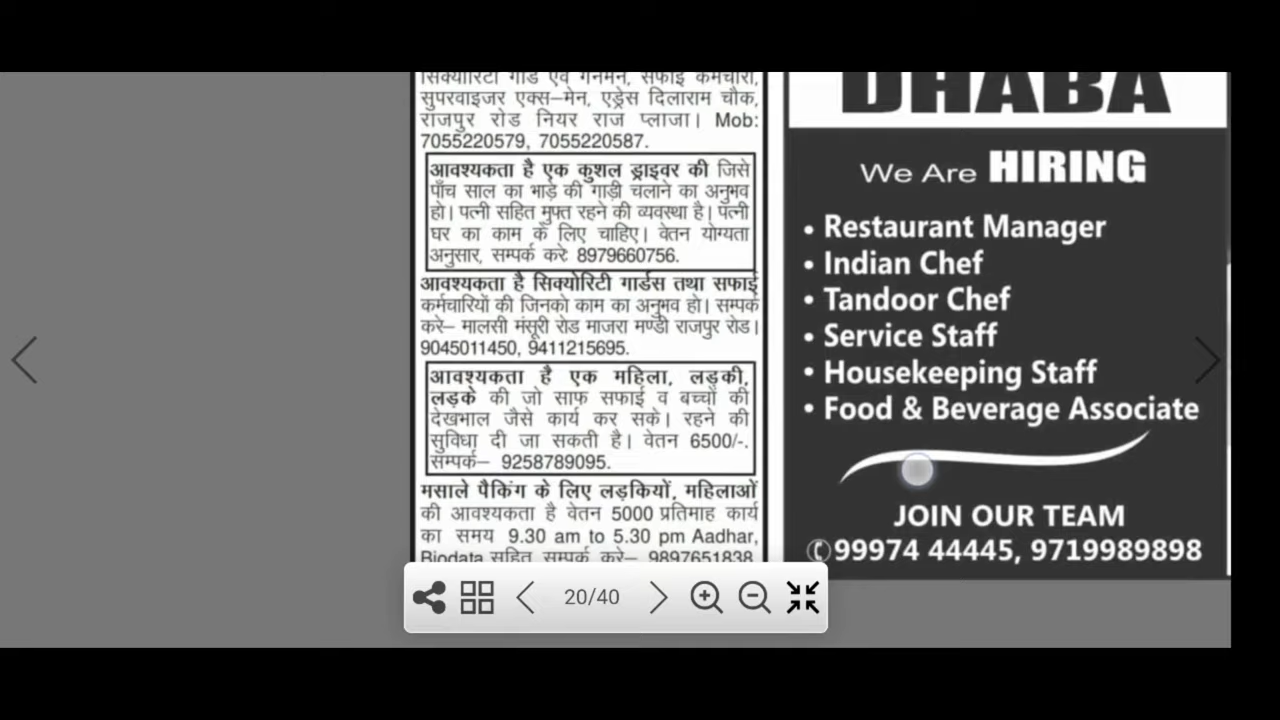 सिक्योरिटी गार्ड एवं गनमैन, सफाई कर्मचारी,
सुपरवाइजर एक्स–मेन, एड्रेस दिलाराम चौक,
राजपुर रोड नियर राज प्लाजा। Mob:
7055220579, 7055220587.
आवश्यकता है एक कुशल ड्राइवर की जिसे
पाँच साल का भाड़े की गाड़ी चलाने का अनुभव
हो। पत्नी सहित मुफ्त रहने की व्यवस्था है। पत्नी
घर का काम के लिए चाहिए। वेतन योग्यता
अनुसार, सम्पर्क करेः 8979660756.
आवश्यकता है सिक्योरिटी गार्डस तथा सफाई
कर्मचारियों की जिनको काम का अनुभव हो। सम्पर्क
करे– मालसी मंसूरी रोड माजरा मण्डी राजपुर रोड।
9045011450, 9411215695.
आवश्यकता है एक महिला, लड़की,
लड़के की जो साफ सफाई व बच्चों की
देखभाल जैसे कार्य कर सके। रहने की
सुविधा दी जा सकती है। वेतन 6500/-.
सम्पर्क– 9258789095.
मसाले पैकिंग के लिए लड़कियों, महिलाओं
की आवश्यकता है वेतन 5000 प्रतिमाह कार्य
का समय 9.30 am to 5.30 pm Aadhar,
Biodata सहित सम्पर्क करे– 9897651838
DHABA
We Are HIRING
• Restaurant Manager
• Indian Chef
• Tandoor Chef
• Service Staff
• Housekeeping Staff
• Food & Beverage Associate
JOIN OUR TEAM
✆99974 44445, 9719989898
20/40